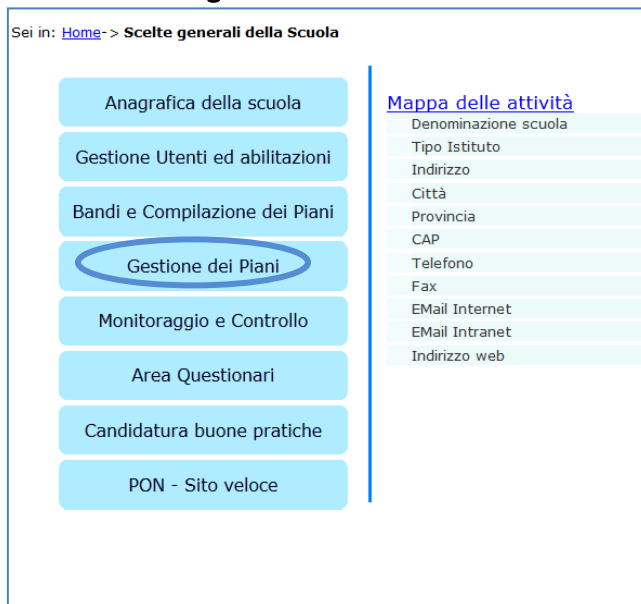 Sei in: Home-> Scelte generali della Scuola
Anagrafica della scuola
Gestione Utenti ed abilitazioni
Bandi e Compilazione dei Piani
Gestione dei Piani
Monitoraggio e Controllo
Area Questionari
Candidatura buone pratiche
PON - Sito veloce
Mappa delle attività
Denominazione scuola
Tipo Istituto
Indirizzo
Città
Provincia
CAP
Telefono
Fax
EMail Internet
EMail Intranet
Indirizzo web